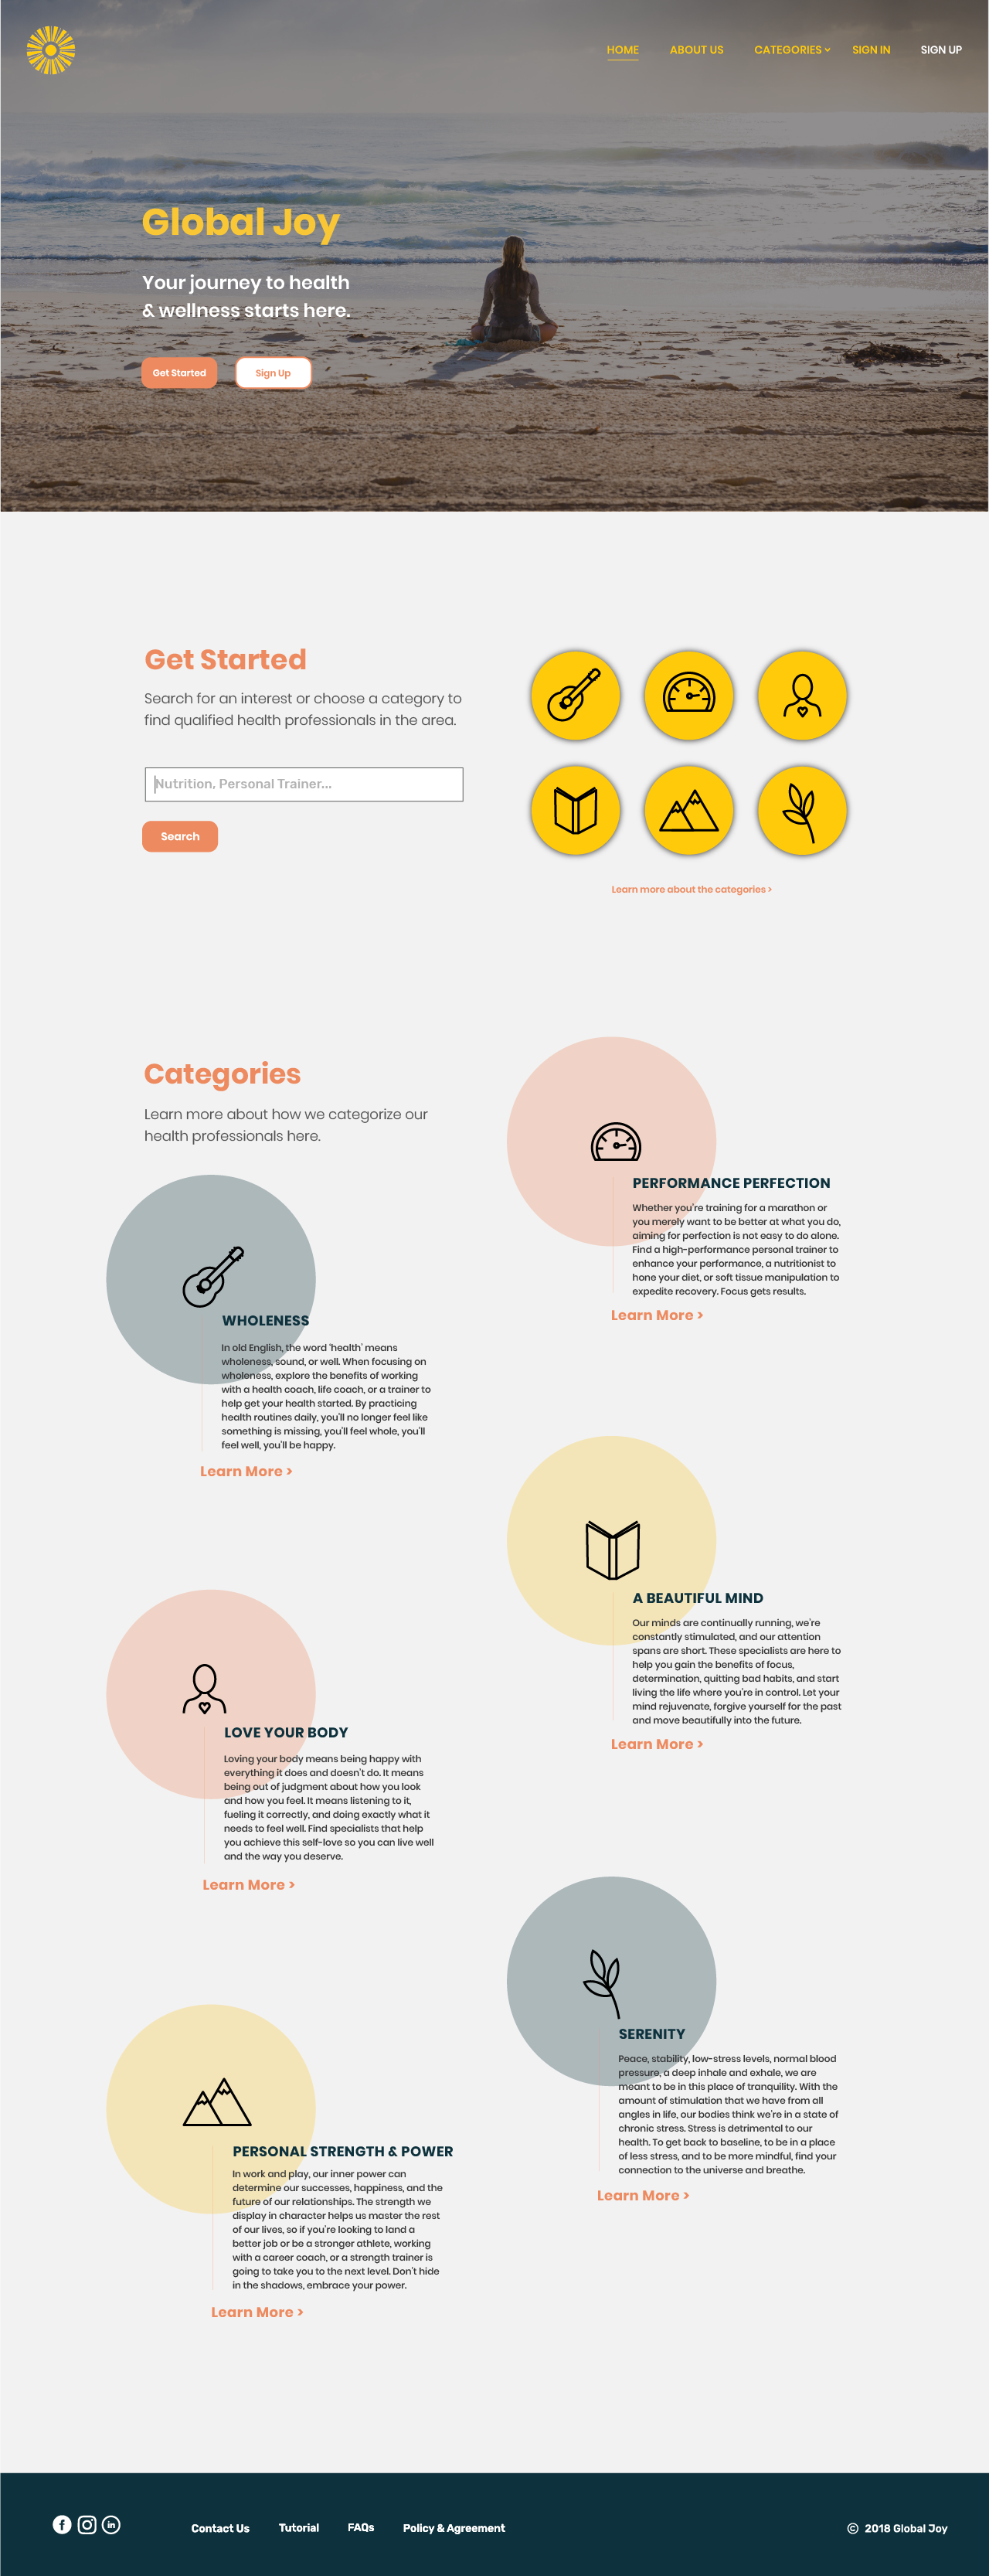 HOME ABOUT US CATEGORIES SIGN IN SIGN UP
Global Joy
Your journey to health
& wellness starts here.
Get Started Sign Up
Get Started
Search for an interest or choose a category to
find qualified health professionals in the area.
Nutrition, Personal Trainer...
Search
Learn more about the categories >
Categories
Learn more about how we categorize our
health professionals here.
PERFORMANCE PERFECTION
Whether you're training for a marathon or
you merely want to be better at what you do,
aiming for perfection is not easy to do alone.
Find a high-performance personal trainer to
enhance your performance, a nutritionist to
hone your diet, or soft tissue manipulation to
expedite recovery. Focus gets results.
Learn More >
WHOLENESS
In old English, the word 'health' means
wholeness, sound, or well. When focusing on
wholeness, explore the benefits of working
with a health coach, life coach, or a trainer to
help get your health started. By practicing
health routines daily, you'll no longer feel like
something is missing, you'll feel whole, you'll
feel well, you'll be happy.
Learn More >
A BEAUTIFUL MIND
Our minds are continually running, we're
constantly stimulated, and our attention
spans are short. These specialists are here to
help you gain the benefits of focus,
determination, quitting bad habits, and start
living the life where you're in control. Let your
mind rejuvenate, forgive yourself for the past
and move beautifully into the future.
Learn More >
LOVE YOUR BODY
Loving your body means being happy with
everything it does and doesn't do. It means
being out of judgment about how you look
and how you feel. It means listening to it,
fueling it correctly, and doing exactly what it
needs to feel well. Find specialists that help
you achieve this self-love so you can live well
and the way you deserve.
Learn More >
SERENITY
Peace, stability, low-stress levels, normal blood
pressure, a deep inhale and exhale, we are
meant to be in this place of tranquility. With the
amount of stimulation that we have from all
angles in life, our bodies think we're in a state of
chronic stress. Stress is detrimental to our
health. To get back to baseline, to be in a place
of less stress, and to be more mindful, find your
connection to the universe and breathe.
Learn More >
PERSONAL STRENGTH & POWER
In work and play, our inner power can
determine our successes, happiness, and the
future of our relationships. The strength we
display in character helps us master the rest
of our lives, so if you're looking to land a
better job or be a stronger athlete, working
with a career coach, or a strength trainer is
going to take you to the next level. Don't hide
in the shadows, embrace your power.
Learn More >
Contact Us Tutorial FAQs Policy & Agreement © 2018 Global Joy